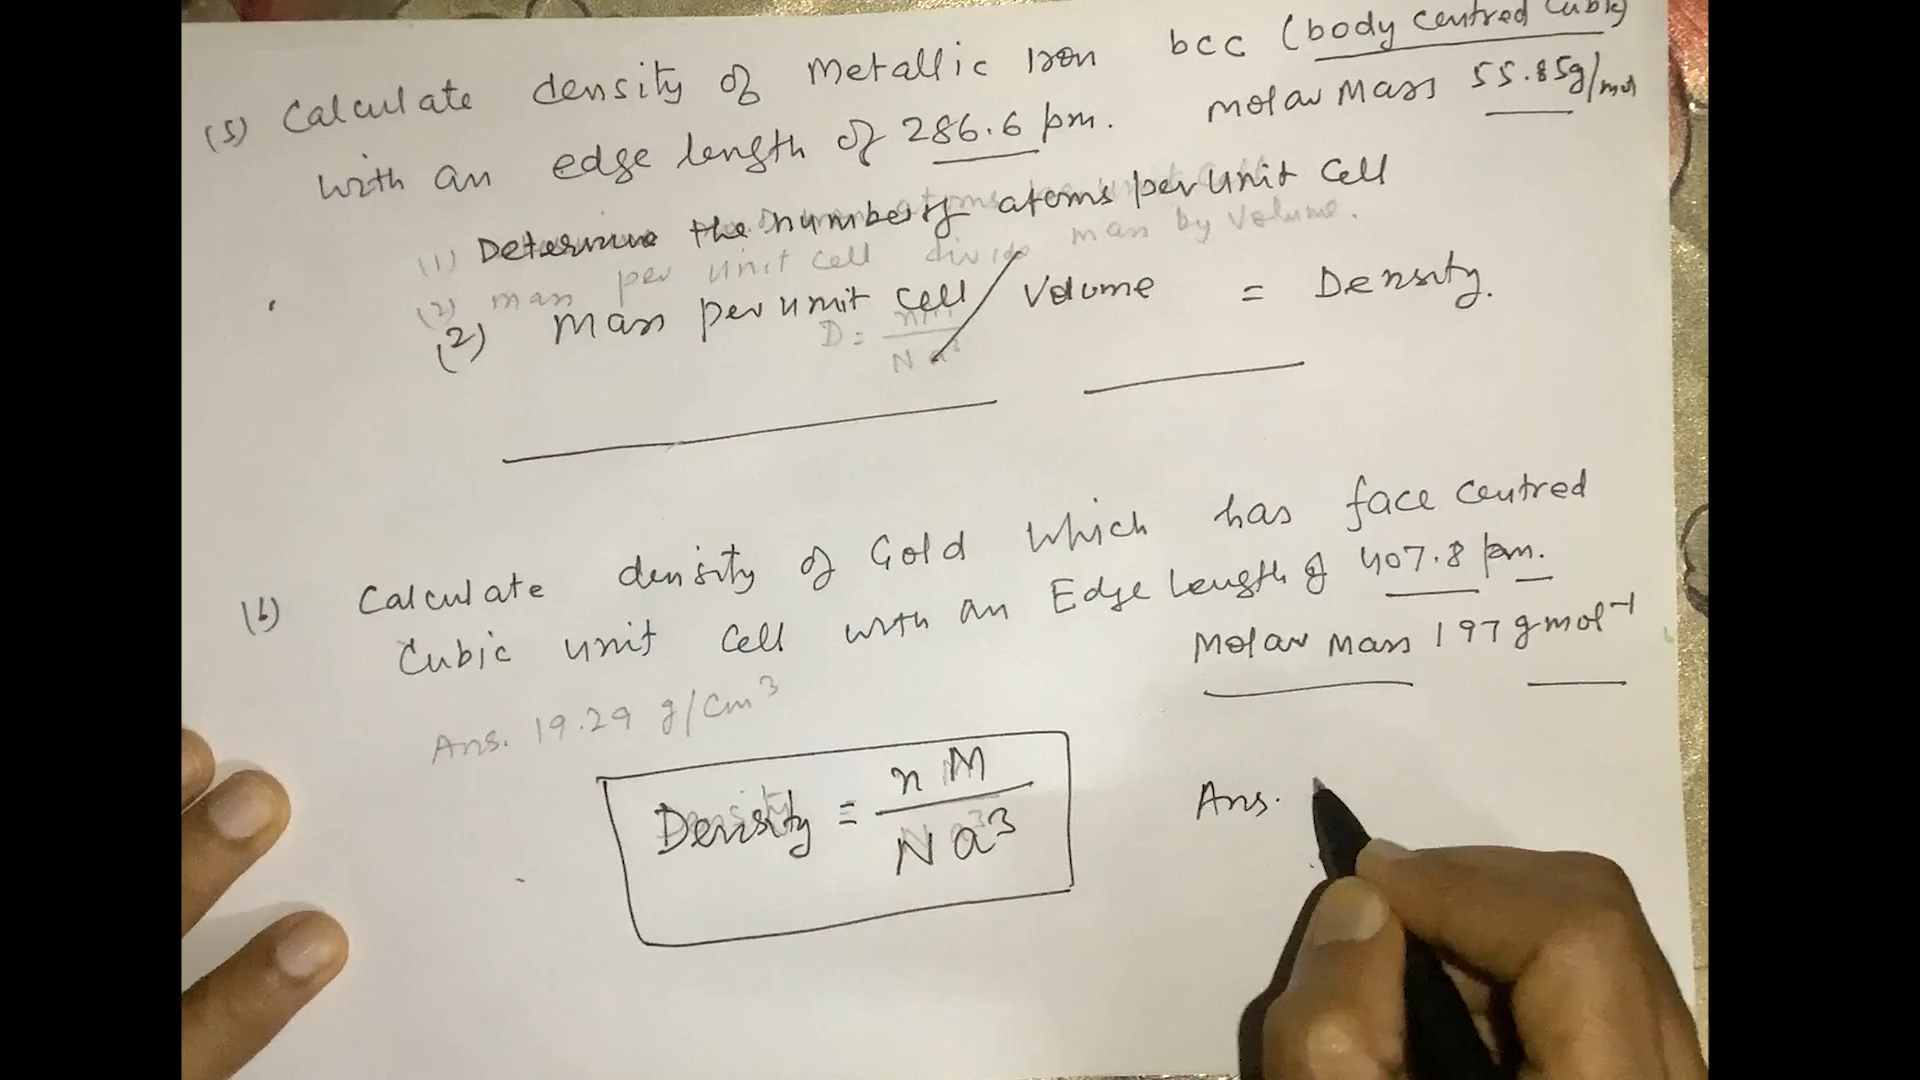 (5) Calculate density of Metallic Iron bcc (body centred Cubic)
with an edge length of 286.6 pm. molar Mass 55.85g/mol
(1) Determine the number of atoms per unit Cell
(2) mass per unit cell divide mass by Volume.
(2) Mass per unit cell / Volume = Density.
D = nM / N a³
(6) Calculate density of Gold which has face centred
Cubic unit Cell with an Edge Length of 407.8 pm.
Molar Mass 197 g mol⁻¹
Ans. 19.29 g/cm³
Density = n M / N a³
Ans.